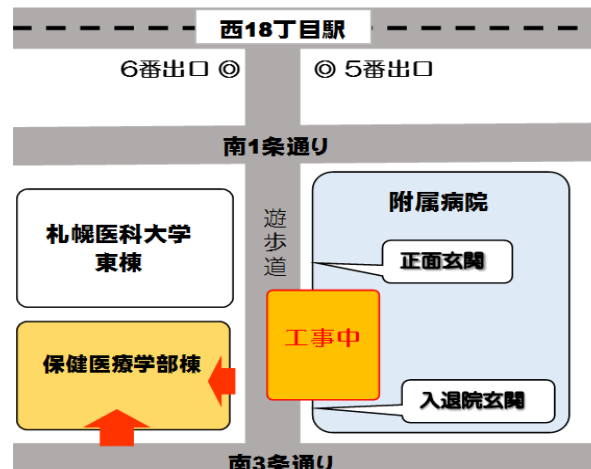 西18丁目駅
6番出口 ◎
◎ 5番出口
南1条通り
札幌医科大学
東棟
遊歩道
附属病院
正面玄関
工事中
保健医療学部棟
入退院玄関
南3条通り